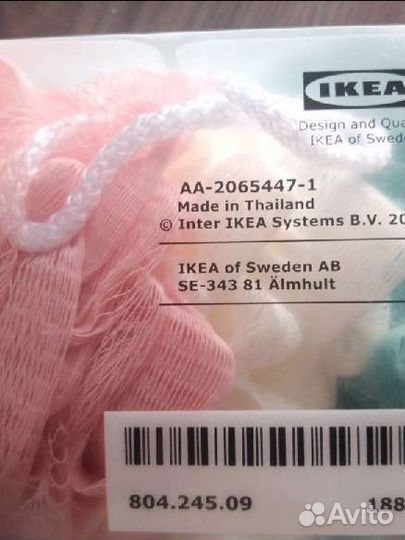 IKEA
Design and Qua
IKEA of Swed
AA-2065447-1
Made in Thailand
© Inter IKEA Systems B.V. 20
IKEA of Sweden AB
SE-343 81 Älmhult
804.245.09 188
Avito